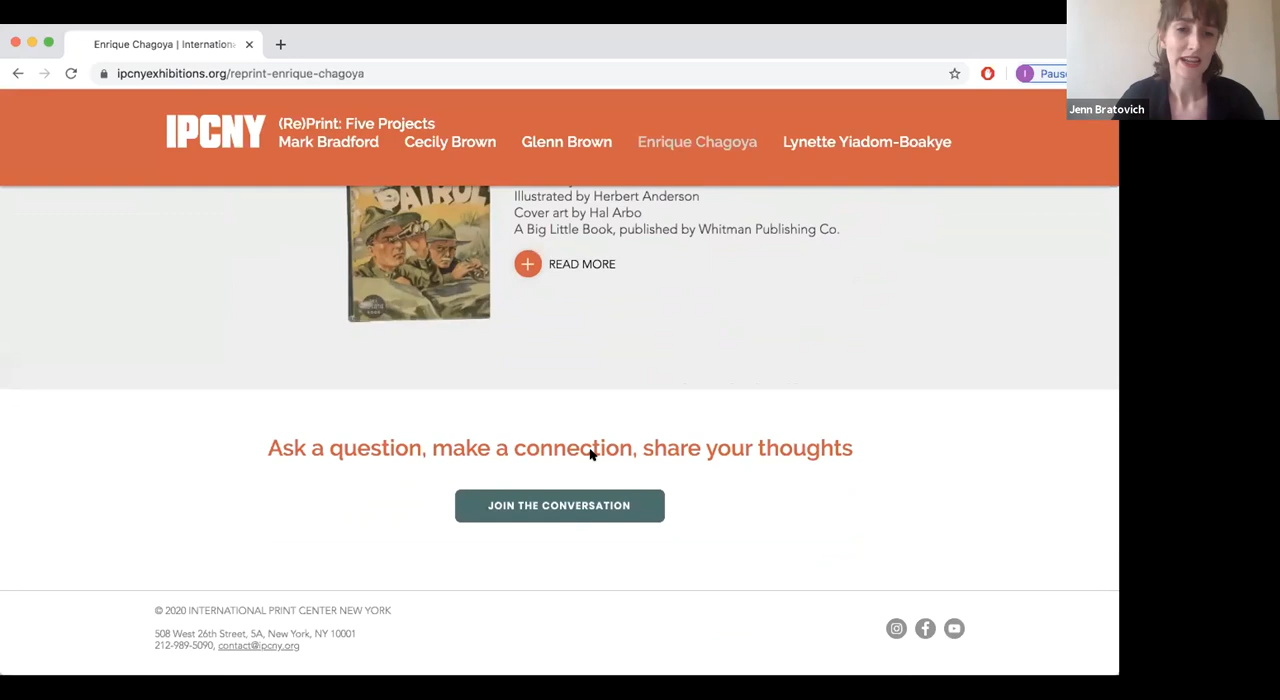 Enrique Chagoya | Internation
ipcnyexhibitions.org/reprint-enrique-chagoya
I
Pause
Jenn Bratovich
IPCNY
(Re)Print: Five Projects
Mark Bradford Cecily Brown Glenn Brown Enrique Chagoya Lynette Yiadom-Boakye
PATROL
Illustrated by Herbert Anderson
Cover art by Hal Arbo
A Big Little Book, published by Whitman Publishing Co.
READ MORE
Ask a question, make a connection, share your thoughts
JOIN THE CONVERSATION
© 2020 INTERNATIONAL PRINT CENTER NEW YORK
508 West 26th Street, 5A, New York, NY 10001
212-989-5090, contact@ipcny.org